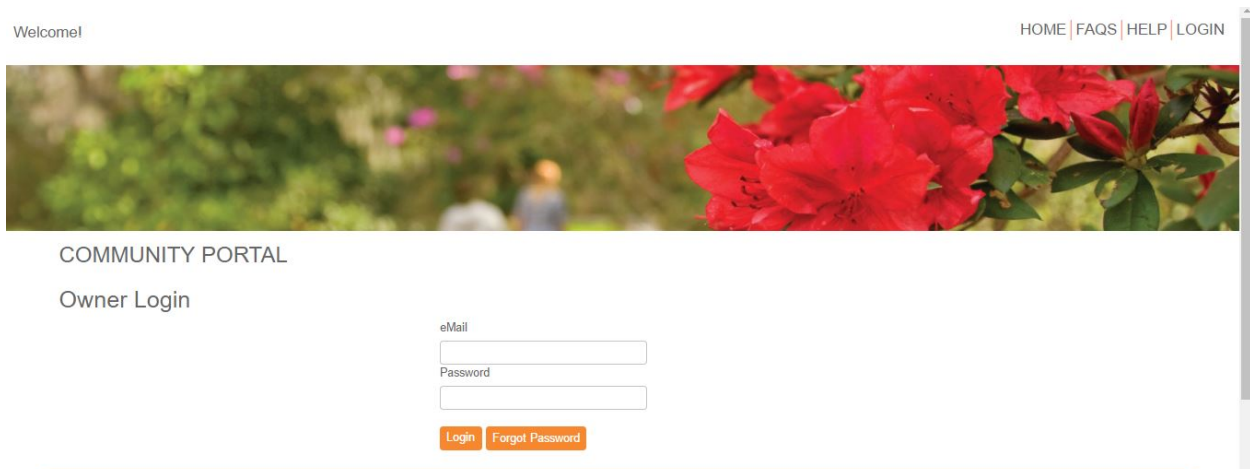 Welcome!
HOME FAQS HELP LOGIN
COMMUNITY PORTAL
Owner Login
eMail
Password
Login Forgot Password